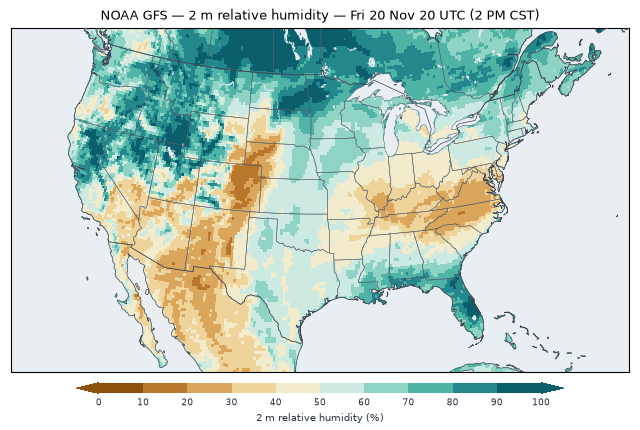 NOAA GFS — 2 m relative humidity — Fri 20 Nov 20 UTC (2 PM CST)
0 10 20 30 40 50 60 70 80 90 100
2 m relative humidity (%)